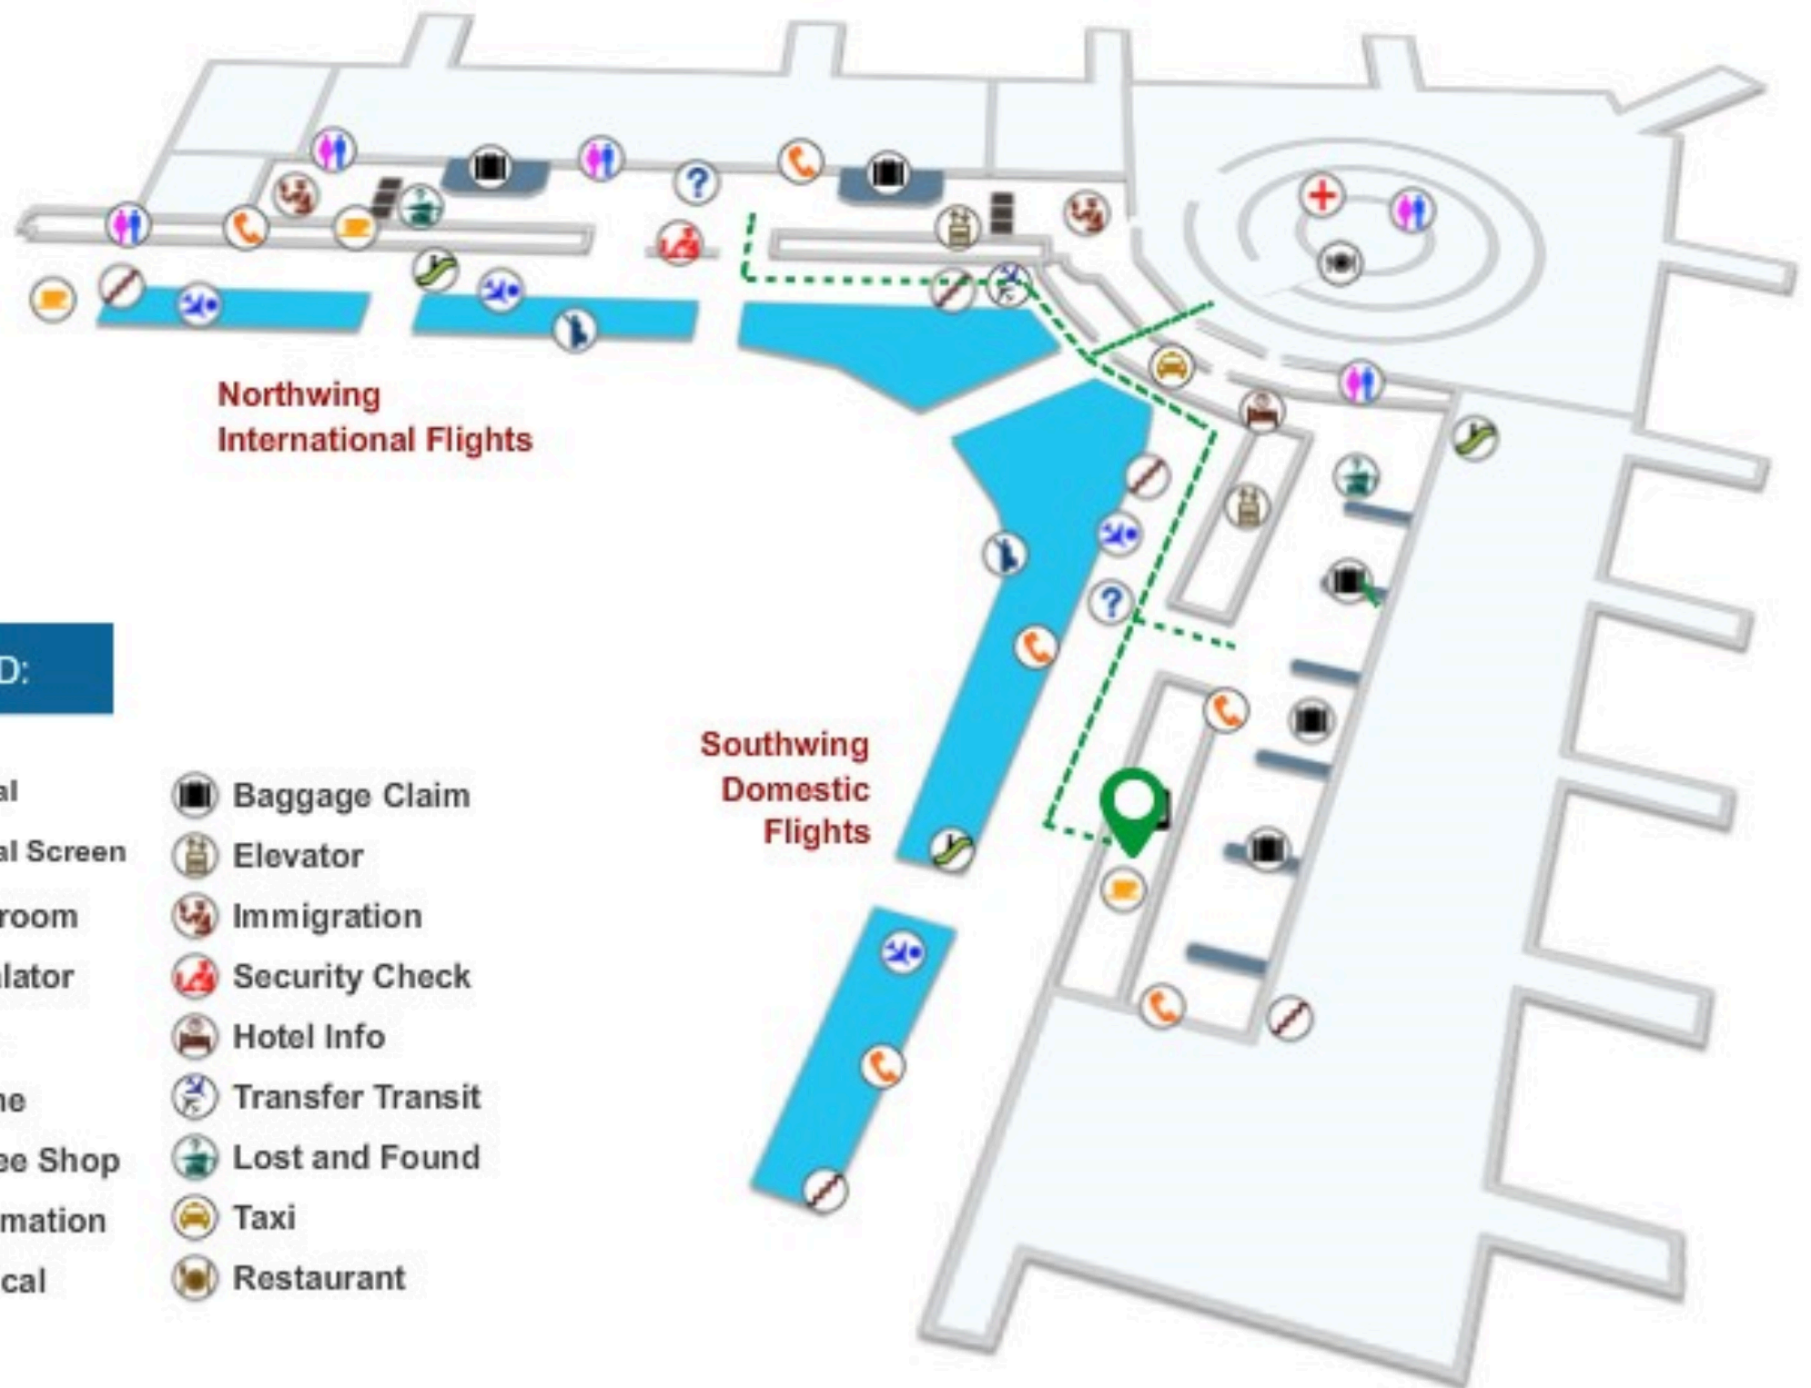 Northwing
International Flights
Southwing
Domestic
Flights
D:
al
al Screen
room
lator
ne
ee Shop
mation
cal
Baggage Claim
Elevator
Immigration
Security Check
Hotel Info
Transfer Transit
Lost and Found
Taxi
Restaurant